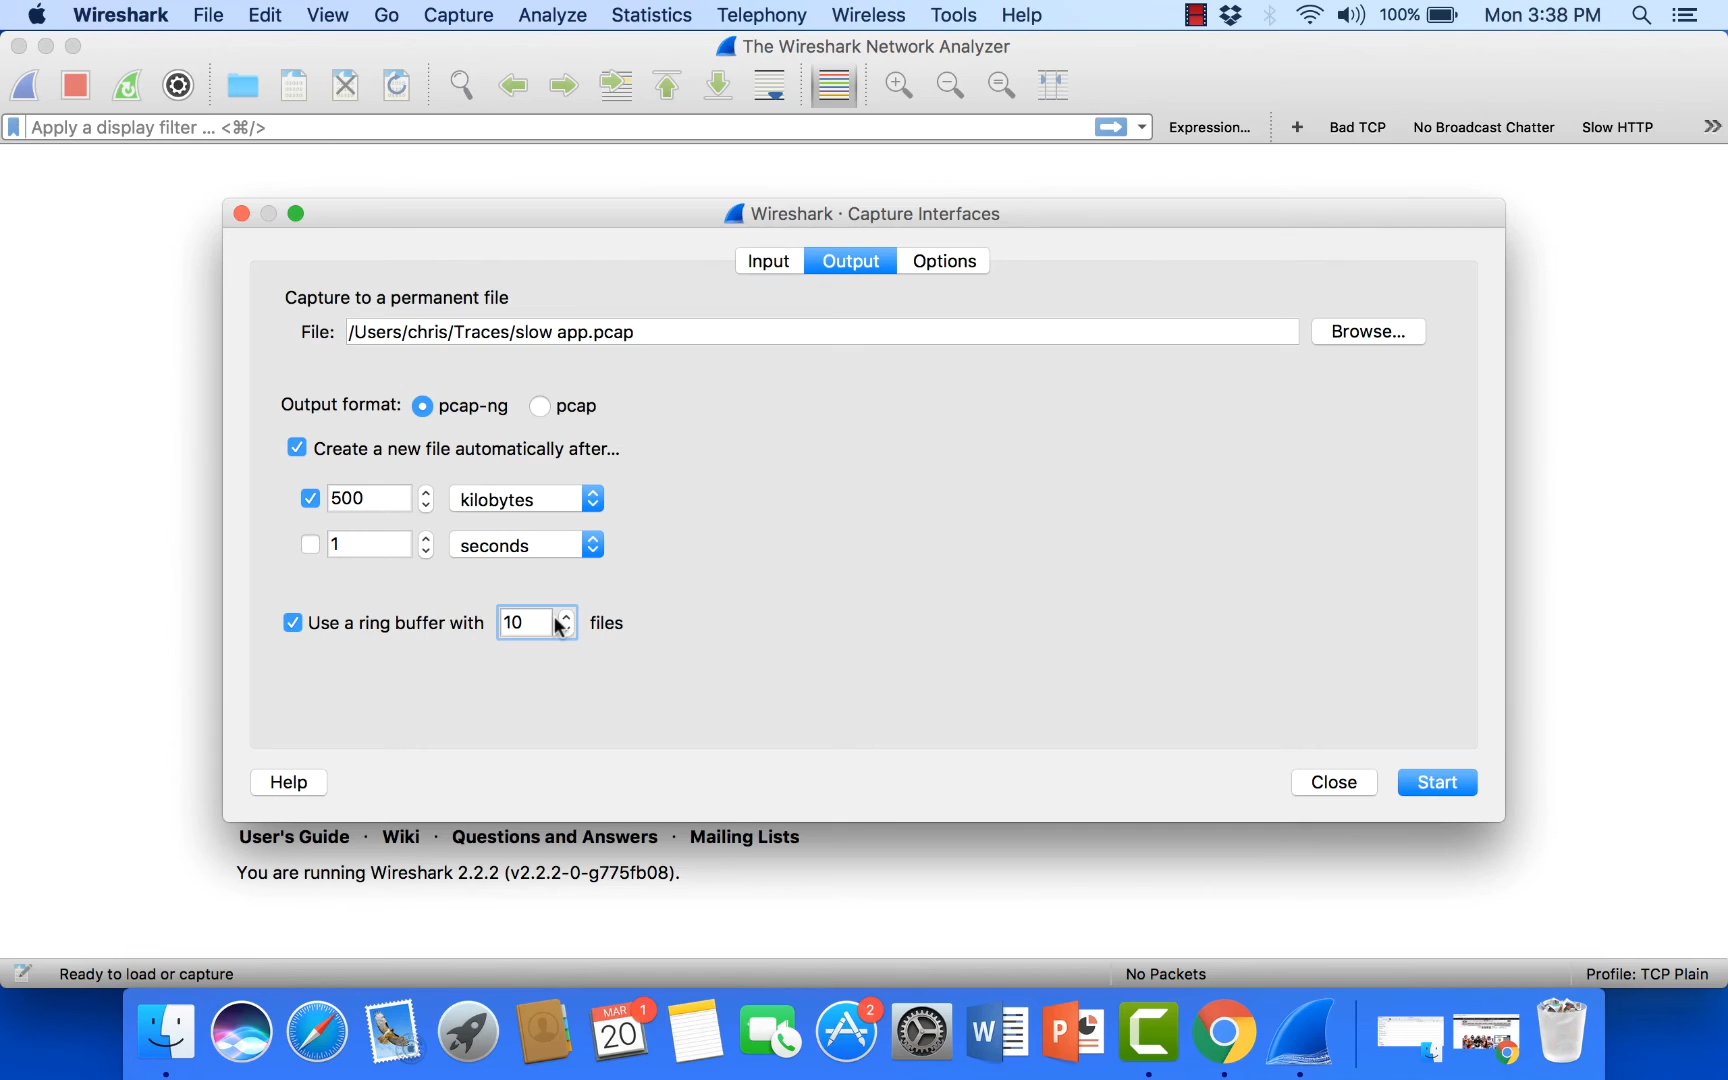 Wireshark File Edit View Go Capture Analyze Statistics Telephony Wireless Tools Help 100% Mon 3:38 PM
The Wireshark Network Analyzer
Apply a display filter ... <⌘/> Expression... + Bad TCP No Broadcast Chatter Slow HTTP
Wireshark · Capture Interfaces
Input Output Options
Capture to a permanent file
File: /Users/chris/Traces/slow app.pcap Browse...
Output format: pcap-ng pcap
Create a new file automatically after...
500 kilobytes
1 seconds
Use a ring buffer with 10 files
Help Close Start
User's Guide · Wiki · Questions and Answers · Mailing Lists
You are running Wireshark 2.2.2 (v2.2.2-0-g775fb08).
Ready to load or capture No Packets Profile: TCP Plain
MAR 1 2
20 W P C